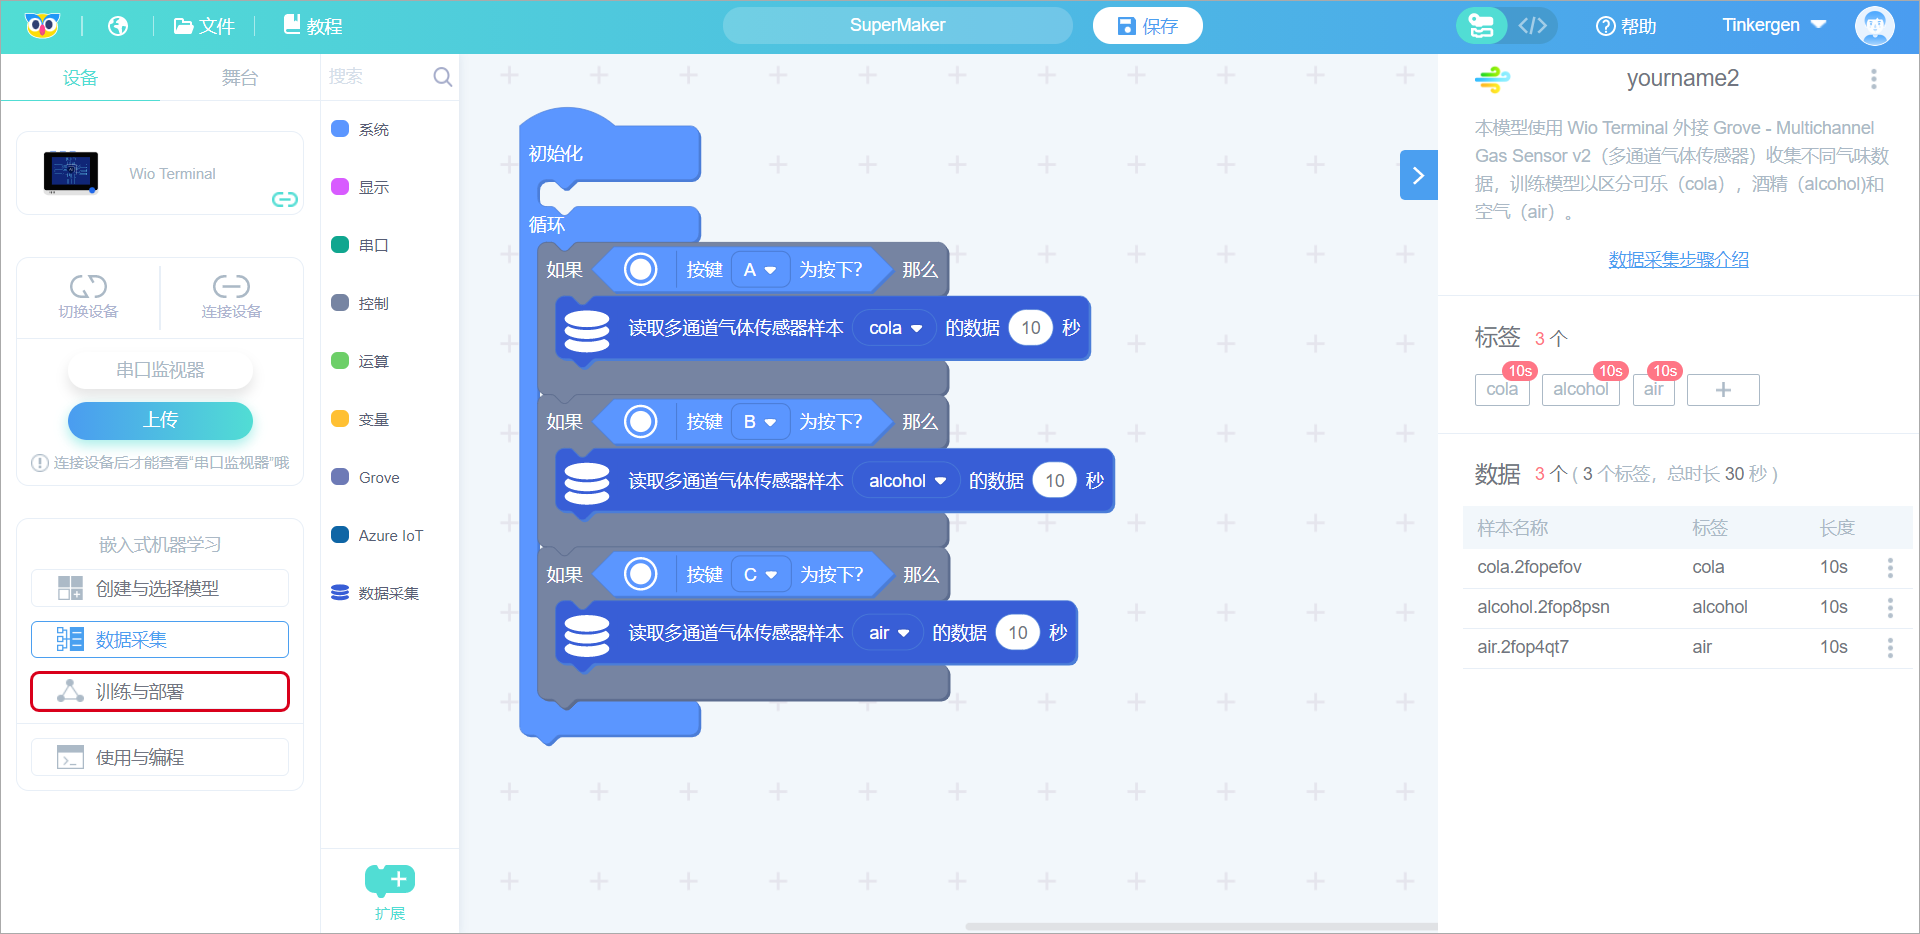 文件
教程
SuperMaker
保存
帮助
Tinkergen
设备
舞台
搜索
Wio Terminal
切换设备
连接设备
串口监视器
上传
连接设备后才能查看“串口监视器”哦
嵌入式机器学习
创建与选择模型
数据采集
训练与部署
使用与编程
系统
显示
串口
控制
运算
变量
Grove
Azure IoT
数据采集
扩展
初始化
循环
如果 按键 A 为按下? 那么
读取多通道气体传感器样本 cola 的数据 10 秒
如果 按键 B 为按下? 那么
读取多通道气体传感器样本 alcohol 的数据 10 秒
如果 按键 C 为按下? 那么
读取多通道气体传感器样本 air 的数据 10 秒
yourname2
本模型使用 Wio Terminal 外接 Grove - Multichannel
Gas Sensor v2（多通道气体传感器）收集不同气味数
据，训练模型以区分可乐（cola），酒精（alcohol)和
空气（air）。
数据采集步骤介绍
标签 3 个
10s 10s 10s
cola alcohol air +
数据 3 个 ( 3 个标签，总时长 30 秒 )
样本名称 标签 长度
cola.2fopefov cola 10s
alcohol.2fop8psn alcohol 10s
air.2fop4qt7 air 10s